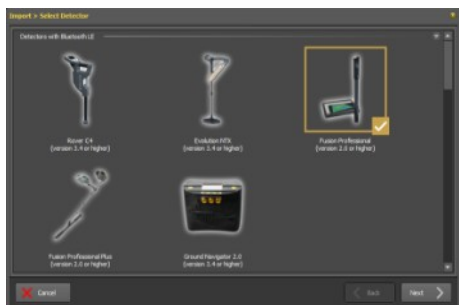 Import > Select Detector
Detectors with Bluetooth LE
Rover C4
(version 3.4 or higher)
Evolution NTX
(version 3.4 or higher)
Fusion Professional
(version 2.0 or higher)
Fusion Professional Plus
(version 2.0 or higher)
Ground Navigator 2.0
(version 3.4 or higher)
Cancel
Back
Next